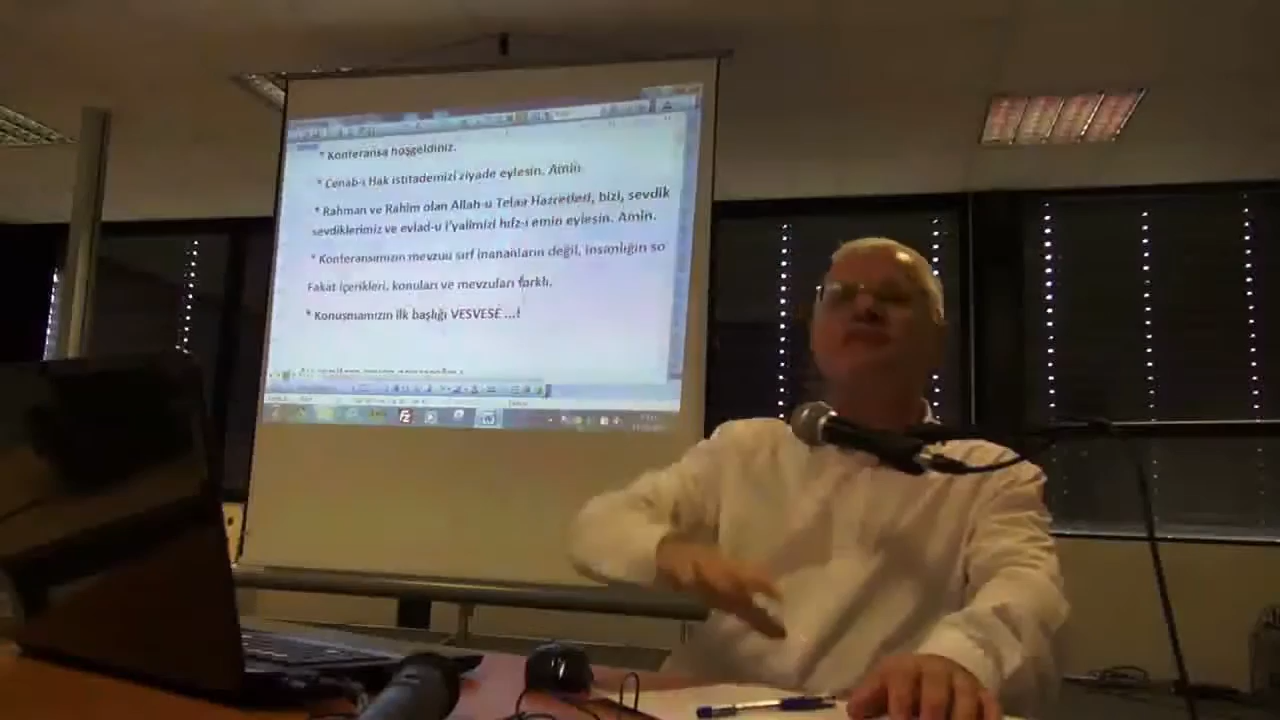 * Konferansa hoşgeldiniz.
* Cenab-ı Hak istitademizi ziyade eylesin. Amin
* Rahman ve Rahim olan Allah-u Telaa Hazretleri, bizi, sevdik
sevdiklerimiz ve evlad-u i'yalimizi hıfz-ı emin eylesin. Amin.
* Konferansımızın mevzuu sırf inananların değil, insanlığın so
Fakat içerikleri, konuları ve mevzuları farklı.
* Konuşmamızın ilk başlığı VESVESE ...!